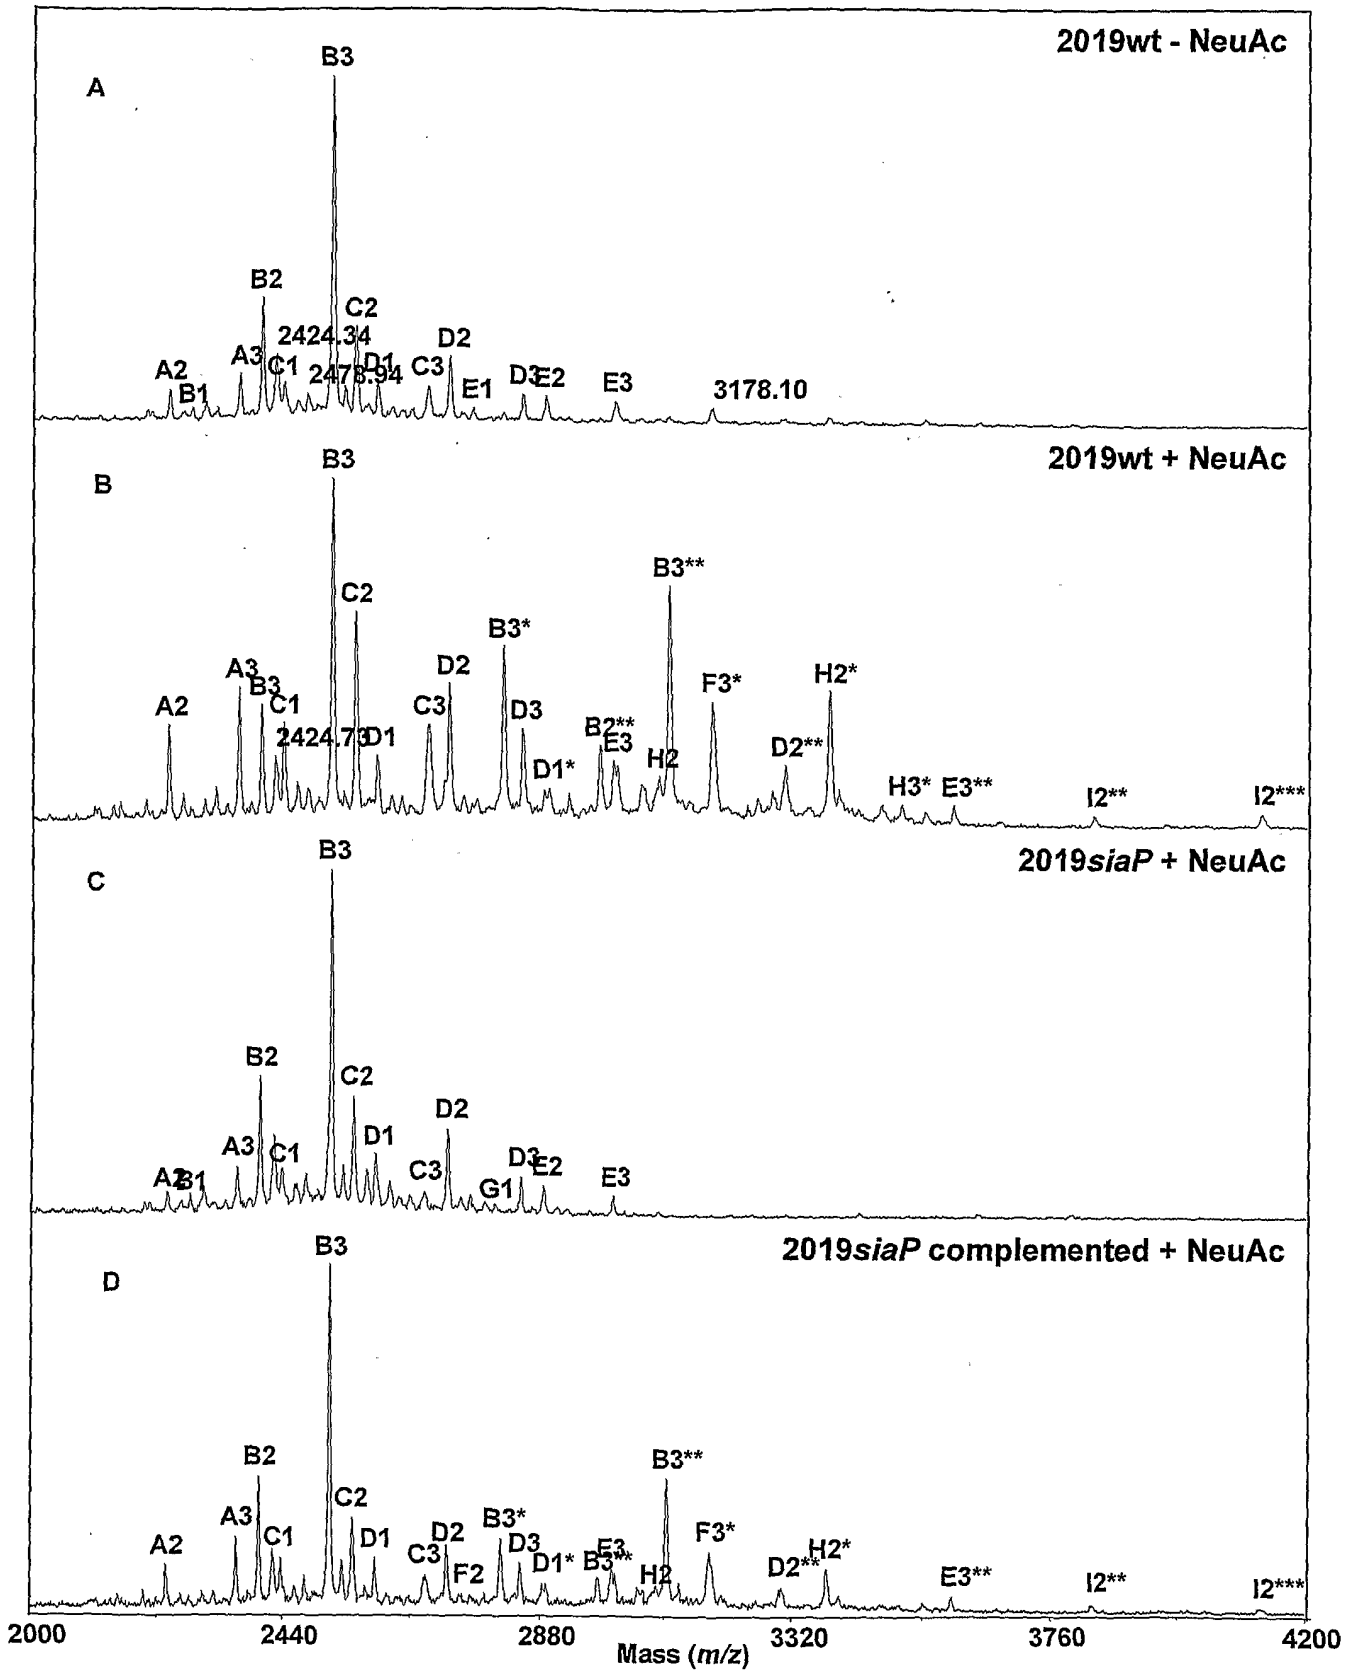 2019wt - NeuAc
A
B3
B2
C2
2424.34
D2
A3
C1
D1
2478.94
C3
A2
B1
E1
D3
E2
E3
3178.10
2019wt + NeuAc
B
B3
B3**
C2
B3*
D2
A3
B3
F3*
H2*
A2
C1
C3
D3
2424.73
D1
B2**
E3
D1*
H2
D2**
H3*
E3**
I2**
I2***
2019siaP + NeuAc
C
B3
B2
C2
D2
A3
C1
D1
A2
B1
C3
G1
D3
E2
E3
2019siaP complemented + NeuAc
D
B3
B2
B3**
C2
A3
C1
D1
D2
B3*
D3
F3*
A2
C3
F2
D1*
B3**
E3
H2
D2**
H2*
E3**
I2**
I2***
2000 2440 2880 3320 3760 4200
Mass (m/z)